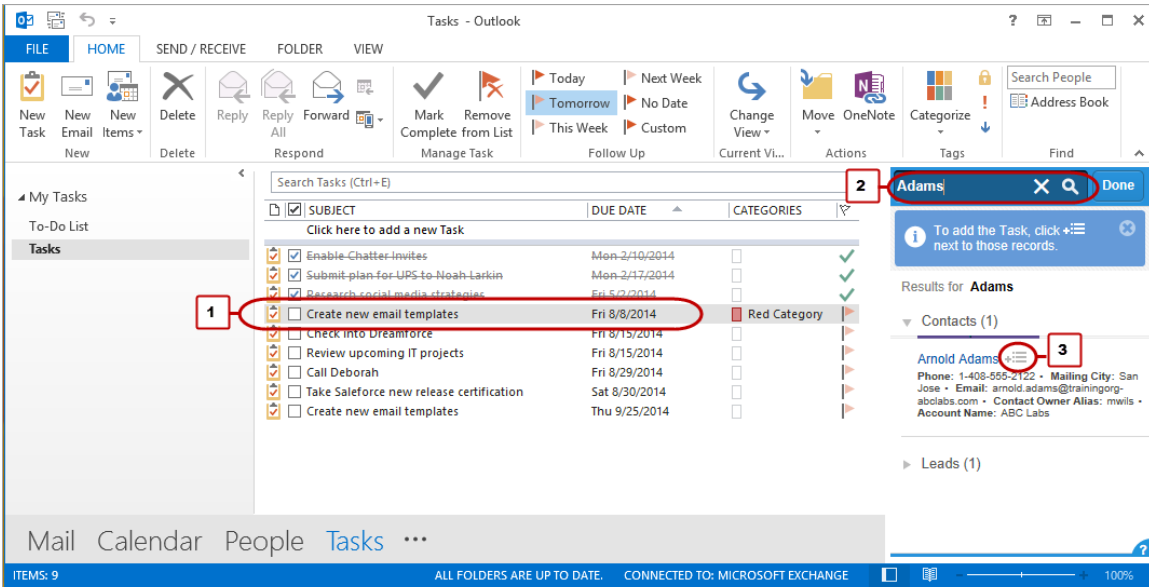 Tasks - Outlook
FILE HOME SEND / RECEIVE FOLDER VIEW
New Task
New Email
New Items
New
Delete
Delete
Reply
Reply All
Forward
Respond
Mark Complete
Remove from List
Manage Task
Today
Tomorrow
This Week
Next Week
No Date
Custom
Follow Up
Change View
Current Vi...
Move
OneNote
Actions
Categorize
Tags
Search People
Address Book
Find
My Tasks
To-Do List
Tasks
Search Tasks (Ctrl+E)
SUBJECT DUE DATE CATEGORIES
Click here to add a new Task
Enable Chatter Invites Mon 2/10/2014
Submit plan for UPS to Noah Larkin Mon 2/17/2014
Research social media strategies Fri 5/2/2014
1
Create new email templates Fri 8/8/2014 Red Category
Check into Dreamforce Fri 8/15/2014
Review upcoming IT projects Fri 8/15/2014
Call Deborah Fri 8/29/2014
Take Saleforce new release certification Sat 8/30/2014
Create new email templates Thu 9/25/2014
2
Adams Done
To add the Task, click
next to those records.
Results for Adams
Contacts (1)
Arnold Adams
3
Phone: 1-408-555-2122 • Mailing City: San
Jose • Email: arnold.adams@trainingorg-
abclabs.com • Contact Owner Alias: mwils •
Account Name: ABC Labs
Leads (1)
Mail Calendar People Tasks •••
ITEMS: 9 ALL FOLDERS ARE UP TO DATE. CONNECTED TO: MICROSOFT EXCHANGE 100%